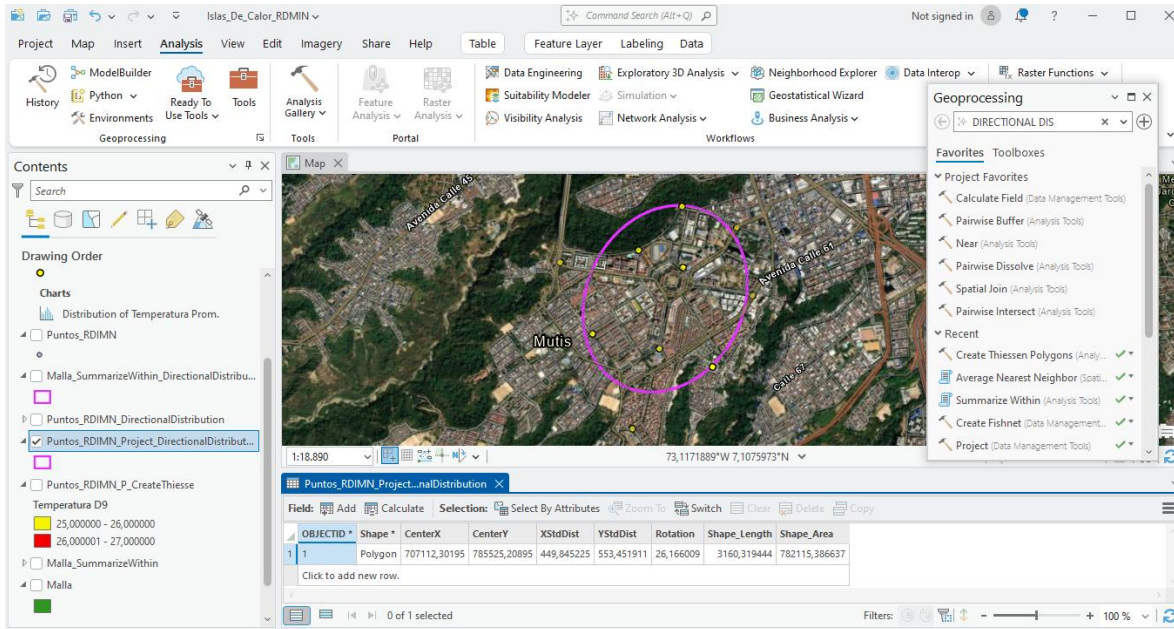 Islas_De_Calor_RDMIN
Command Search (Alt+Q)
Not signed in
?
Project Map Insert Analysis View Edit Imagery Share Help Table Feature Layer Labeling Data
History
ModelBuilder
Python
Environments
Ready To Use Tools
Tools
Geoprocessing
Analysis Gallery
Tools
Feature Analysis
Raster Analysis
Portal
Data Engineering Exploratory 3D Analysis Neighborhood Explorer Data Interop Raster Functions
Suitability Modeler Simulation Geostatistical Wizard
Visibility Analysis Network Analysis Business Analysis
Workflows
Contents
Search
Drawing Order
Charts
Distribution of Temperatura Prom.
Puntos_RDIMN
Malla_SummarizeWithin_DirectionalDistribu...
Puntos_RDIMN_DirectionalDistribution
Puntos_RDIMN_Project_DirectionalDistribut...
Puntos_RDIMN_P_CreateThiesse
Temperatura D9
25,000000 - 26,000000
26,000001 - 27,000000
Malla_SummarizeWithin
Malla
Map
Avenida Calle 45
Avenida Calle 61
Mutis
Calle 67
1:18.890
73,1171889°W 7,1075973°N
Geoprocessing
DIRECTIONAL DIS
Favorites Toolboxes
Project Favorites
Calculate Field (Data Management Tools)
Pairwise Buffer (Analysis Tools)
Near (Analysis Tools)
Pairwise Dissolve (Analysis Tools)
Spatial Join (Analysis Tools)
Pairwise Intersect (Analysis Tools)
Recent
Create Thiessen Polygons (Analy...
Average Nearest Neighbor (Spati...
Summarize Within (Analysis Tools)
Create Fishnet (Data Management...
Project (Data Management Tools)
Puntos_RDIMN_Project...nalDistribution
Field: Add Calculate Selection: Select By Attributes Zoom To Switch Clear Delete Copy
OBJECTID * Shape * CenterX CenterY XStdDist YStdDist Rotation Shape_Length Shape_Area
1 1 Polygon 707112,30195 785525,20895 449,845225 553,451911 26,166009 3160,319444 782115,386637
Click to add new row.
0 of 1 selected
Filters:
100 %